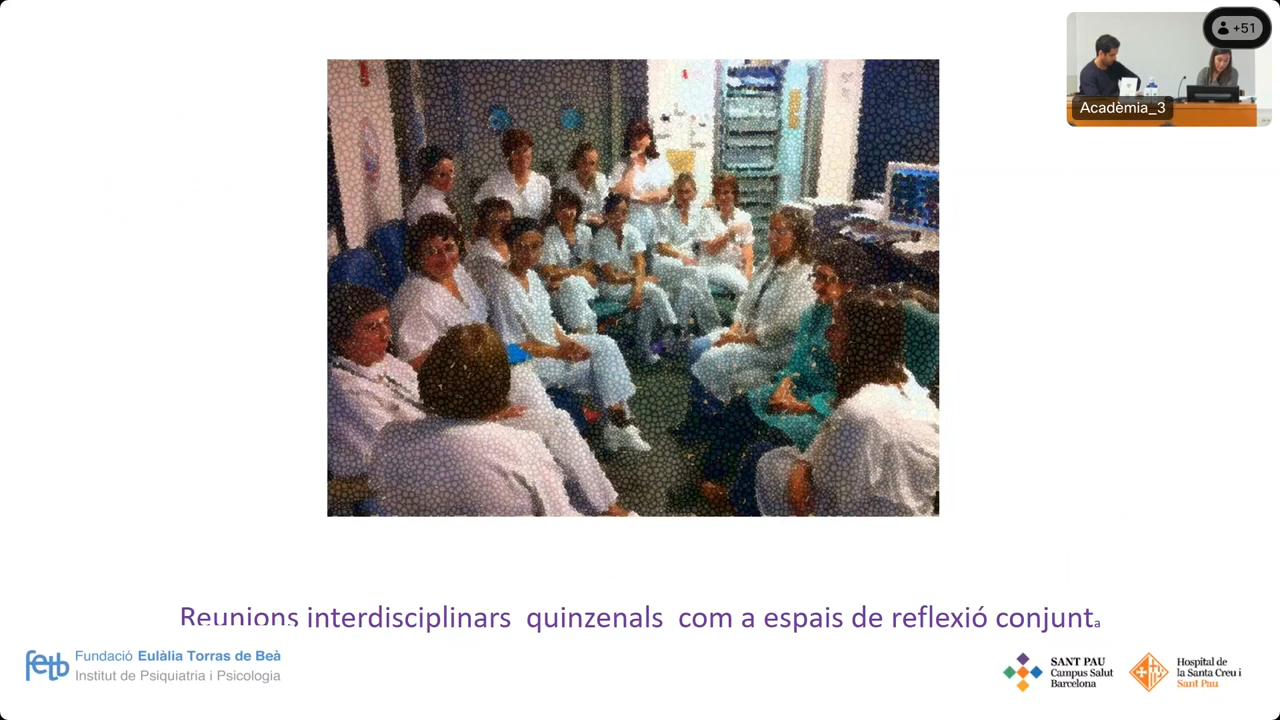 +51
Acadèmia_3
Reunions interdisciplinars quinzenals com a espais de reflexió conjunta
fetb
Fundació Eulàlia Torras de Beà
Institut de Psiquiatria i Psicologia
SANT PAU
Campus Salut
Barcelona
Hospital de
la Santa Creu i
Sant Pau